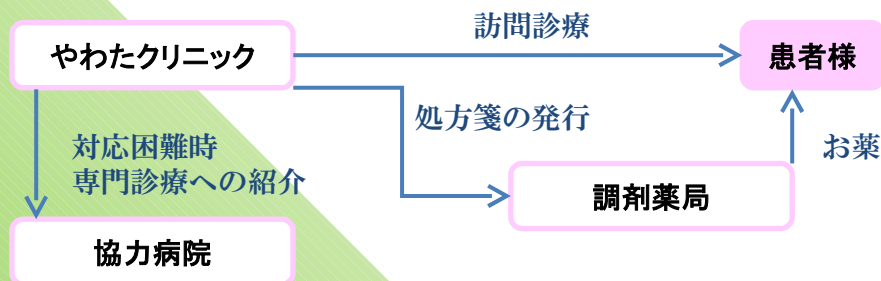 訪問診療
やわたクリニック
患者様
処方箋の発行
対応困難時
専門診療への紹介
お薬
調剤薬局
協力病院